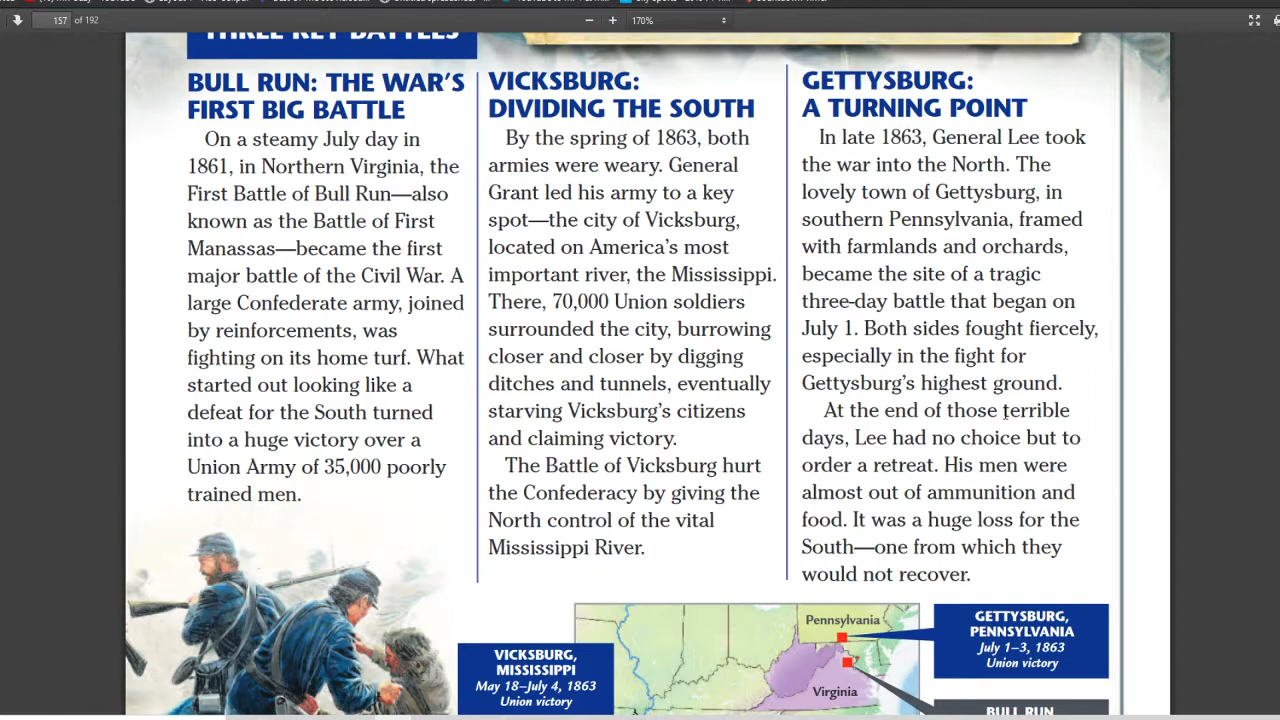 157 of 192
170%
THREE KEY BATTLES
BULL RUN: THE WAR'S
FIRST BIG BATTLE
On a steamy July day in
1861, in Northern Virginia, the
First Battle of Bull Run—also
known as the Battle of First
Manassas—became the first
major battle of the Civil War. A
large Confederate army, joined
by reinforcements, was
fighting on its home turf. What
started out looking like a
defeat for the South turned
into a huge victory over a
Union Army of 35,000 poorly
trained men.
VICKSBURG:
DIVIDING THE SOUTH
By the spring of 1863, both
armies were weary. General
Grant led his army to a key
spot—the city of Vicksburg,
located on America's most
important river, the Mississippi.
There, 70,000 Union soldiers
surrounded the city, burrowing
closer and closer by digging
ditches and tunnels, eventually
starving Vicksburg's citizens
and claiming victory.
The Battle of Vicksburg hurt
the Confederacy by giving the
North control of the vital
Mississippi River.
GETTYSBURG:
A TURNING POINT
In late 1863, General Lee took
the war into the North. The
lovely town of Gettysburg, in
southern Pennsylvania, framed
with farmlands and orchards,
became the site of a tragic
three-day battle that began on
July 1. Both sides fought fiercely,
especially in the fight for
Gettysburg's highest ground.
At the end of those terrible
days, Lee had no choice but to
order a retreat. His men were
almost out of ammunition and
food. It was a huge loss for the
South—one from which they
would not recover.
VICKSBURG,
MISSISSIPPI
May 18–July 4, 1863
Union victory
Pennsylvania
Virginia
GETTYSBURG,
PENNSYLVANIA
July 1–3, 1863
Union victory
BULL RUN